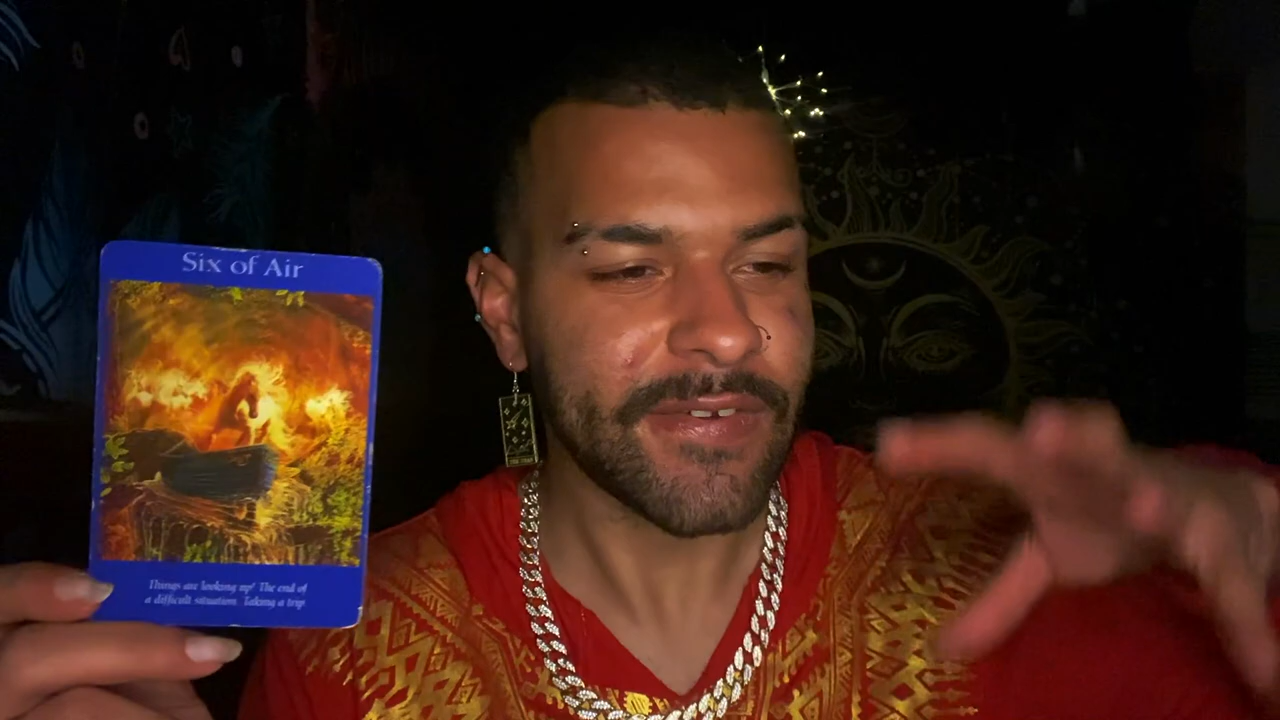 Six of Air
Things are looking up! The end of
a difficult situation. Taking a trip.